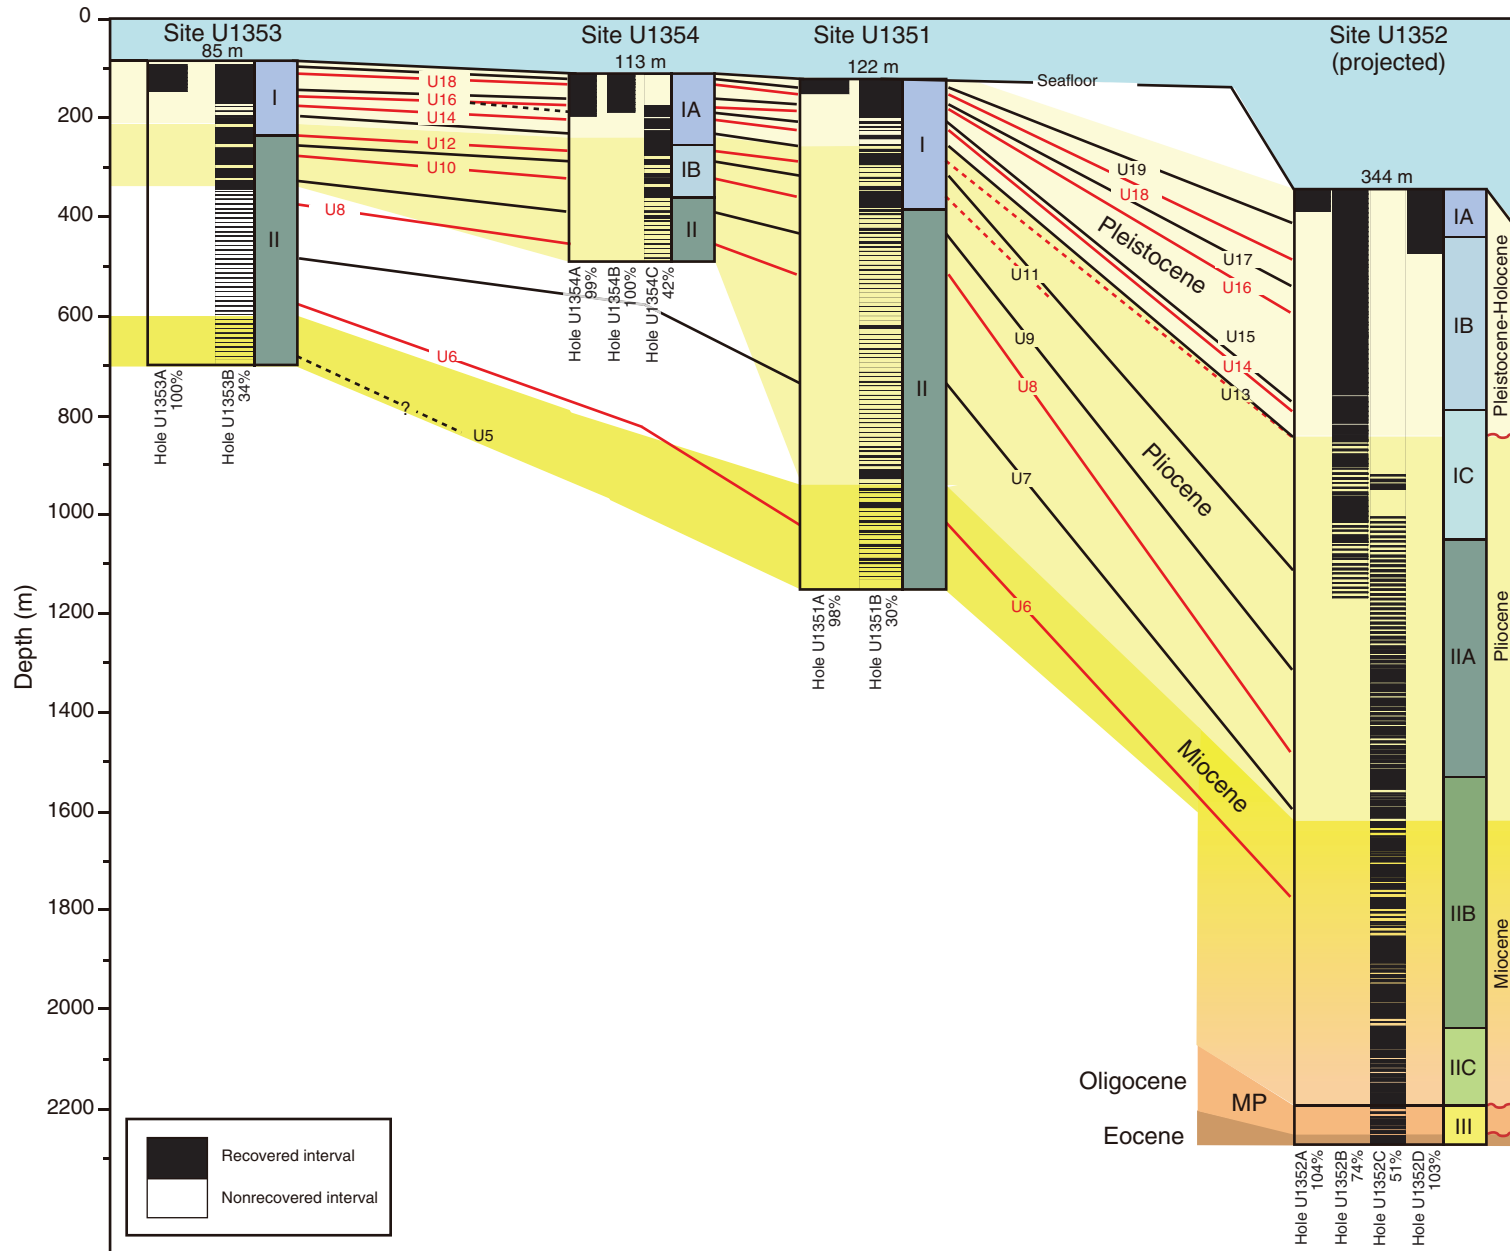 Site U1353
85 m
Site U1354
113 m
Site U1351
122 m
Site U1352
(projected)
344 m
Seafloor
Depth (m)
0
200
400
600
800
1000
1200
1400
1600
1800
2000
2200
I
II
IA
IB
II
I
II
IA
IB
IC
IIA
IIB
IIC
III
U18
U16
U14
U12
U10
U8
U6
?
U5
U19
U18
U17
U16
U15
U14
U13
U11
U9
U8
U7
U6
Pleistocene
Pliocene
Miocene
Oligocene
Eocene
MP
Pleistocene-Holocene
Pliocene
Miocene
Hole U1353A
100%
Hole U1353B
34%
Hole U1354A
99%
Hole U1354B
100%
Hole U1354C
42%
Hole U1351A
98%
Hole U1351B
30%
Hole U1352A
104%
Hole U1352B
74%
Hole U1352C
51%
Hole U1352D
103%
Recovered interval
Nonrecovered interval